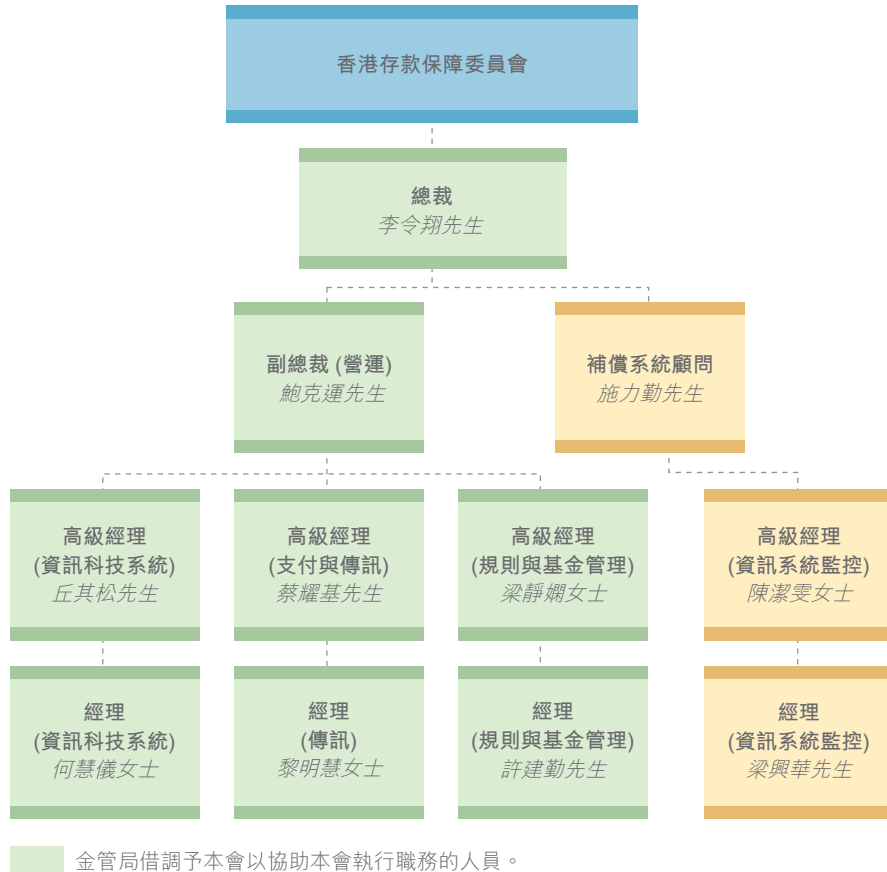 香港存款保障委員會
總裁
李令翔先生
副總裁 (營運)
鮑克運先生
補償系統顧問
施力勤先生
高級經理
(資訊科技系統)
丘其松先生
高級經理
(支付與傳訊)
蔡耀基先生
高級經理
(規則與基金管理)
梁靜嫻女士
高級經理
(資訊系統監控)
陳潔雯女士
經理
(資訊科技系統)
何慧儀女士
經理
(傳訊)
黎明慧女士
經理
(規則與基金管理)
許建勤先生
經理
(資訊系統監控)
梁興華先生
金管局借調予本會以協助本會執行職務的人員。